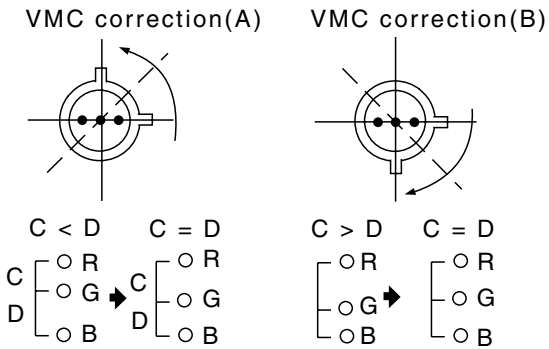 VMC correction(A)
VMC correction(B)
C < D
C = D
C > D
C = D
R
C
G
D
B
R
C
G
D
B
R
G
B
R
G
B